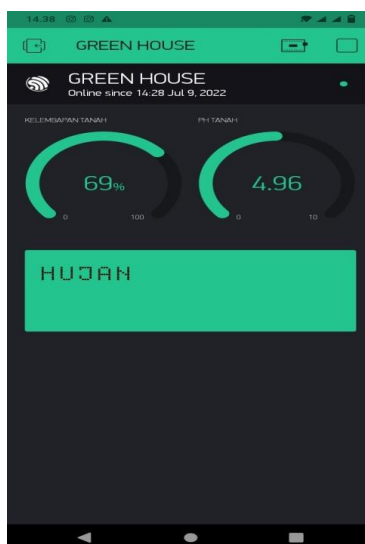 14.38
GREEN HOUSE
GREEN HOUSE
Online since 14:28 Jul 9, 2022
KELEMBAPAN TANAH
PH TANAH
69%
4.96
0
100
0
10
HUJAN